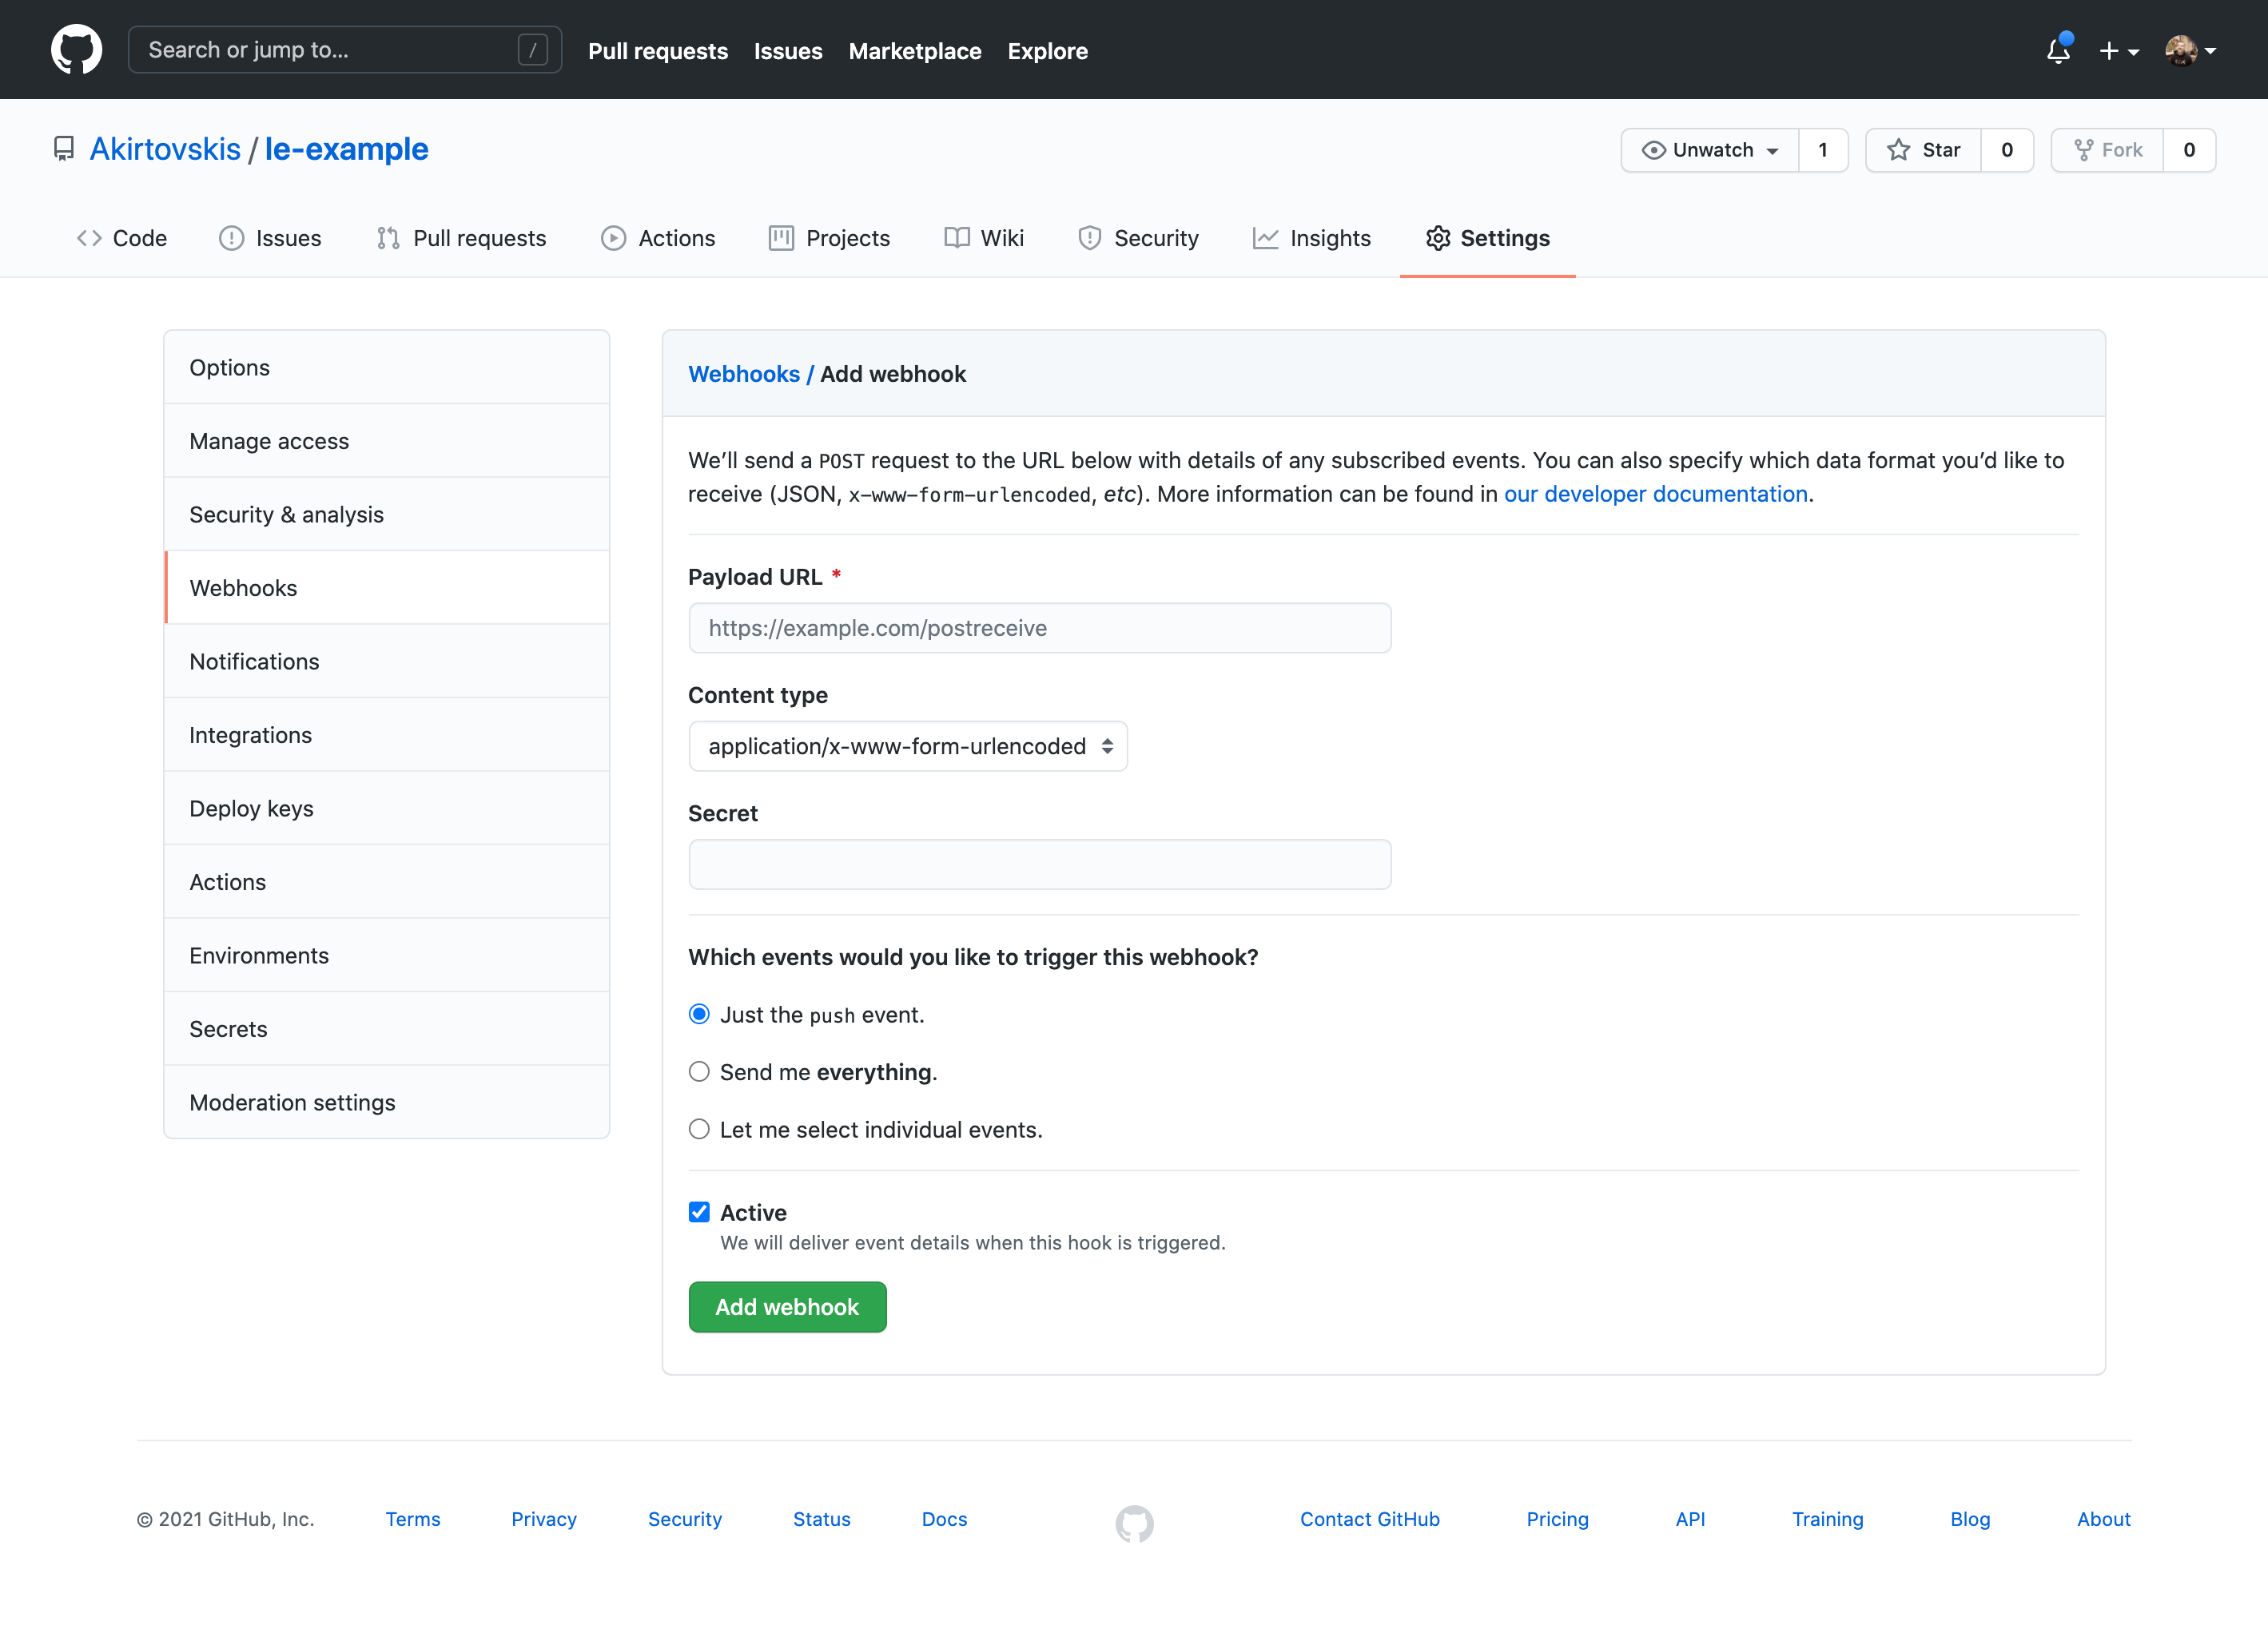 Search or jump to... / Pull requests Issues Marketplace Explore
Akirtovskis / le-example Unwatch 1 Star 0 Fork 0
Code Issues Pull requests Actions Projects Wiki Security Insights Settings
Options
Manage access
Security & analysis
Webhooks
Notifications
Integrations
Deploy keys
Actions
Environments
Secrets
Moderation settings
Webhooks / Add webhook
We’ll send a POST request to the URL below with details of any subscribed events. You can also specify which data format you’d like to
receive (JSON, x-www-form-urlencoded, etc). More information can be found in our developer documentation.
Payload URL *
https://example.com/postreceive
Content type
application/x-www-form-urlencoded
Secret
Which events would you like to trigger this webhook?
Just the push event.
Send me everything.
Let me select individual events.
Active
We will deliver event details when this hook is triggered.
Add webhook
© 2021 GitHub, Inc. Terms Privacy Security Status Docs Contact GitHub Pricing API Training Blog About